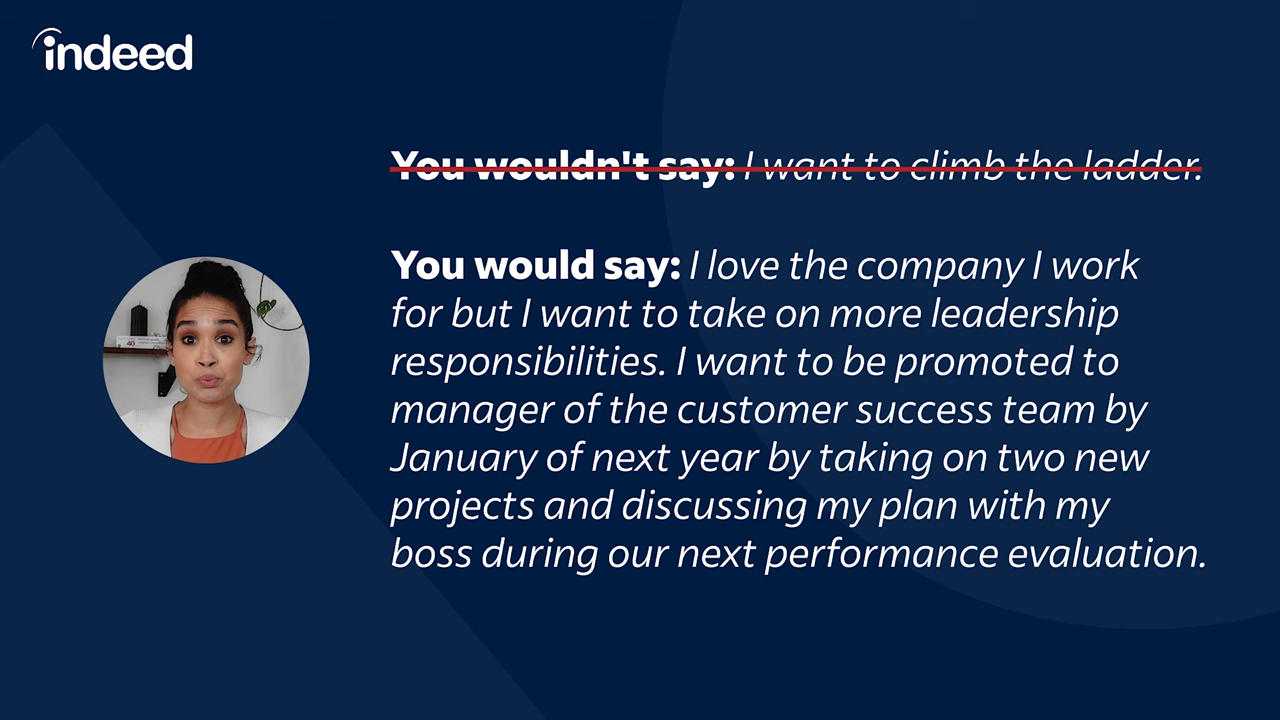 indeed
You wouldn't say: I want to climb the ladder.
You would say: I love the company I work
for but I want to take on more leadership
responsibilities. I want to be promoted to
manager of the customer success team by
January of next year by taking on two new
projects and discussing my plan with my
boss during our next performance evaluation.